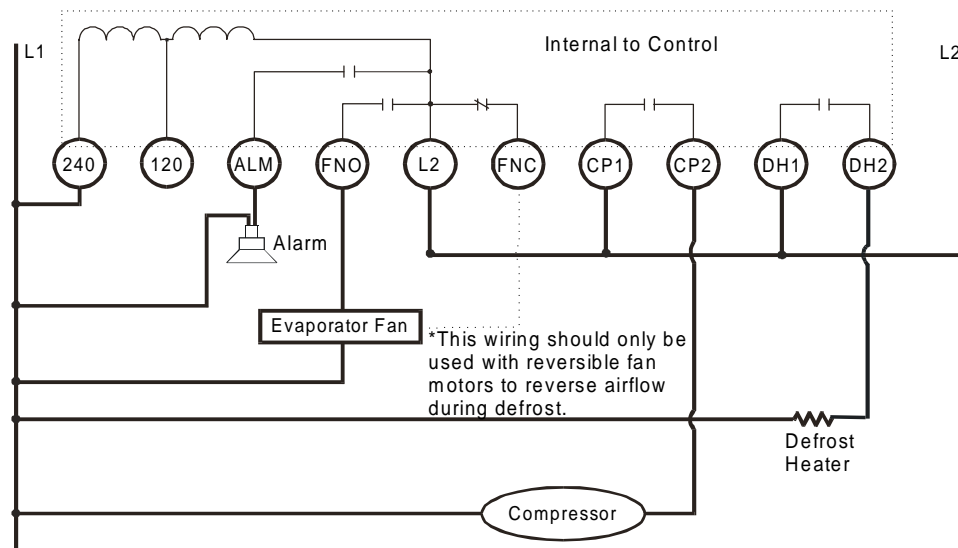 L1
Internal to Control
L2
240
120
ALM
FNO
L2
FNC
CP1
CP2
DH1
DH2
Alarm
Evaporator Fan
*This wiring should only be
used with reversible fan
motors to reverse airflow
during defrost.
Defrost
Heater
Compressor